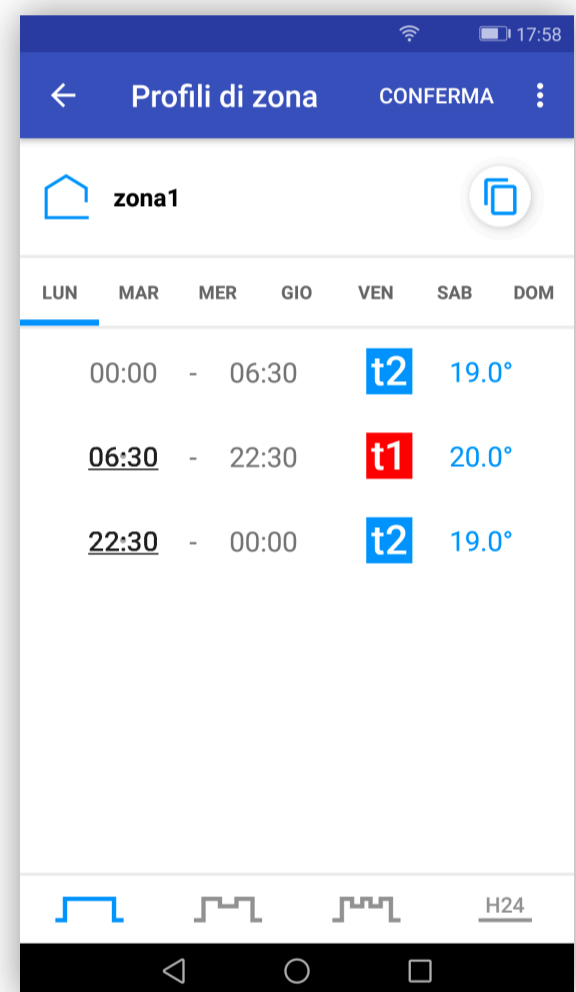 17:58
Profili di zona CONFERMA
zona1
LUN MAR MER GIO VEN SAB DOM
00:00 - 06:30 t2 19.0°
06:30 - 22:30 t1 20.0°
22:30 - 00:00 t2 19.0°
H24